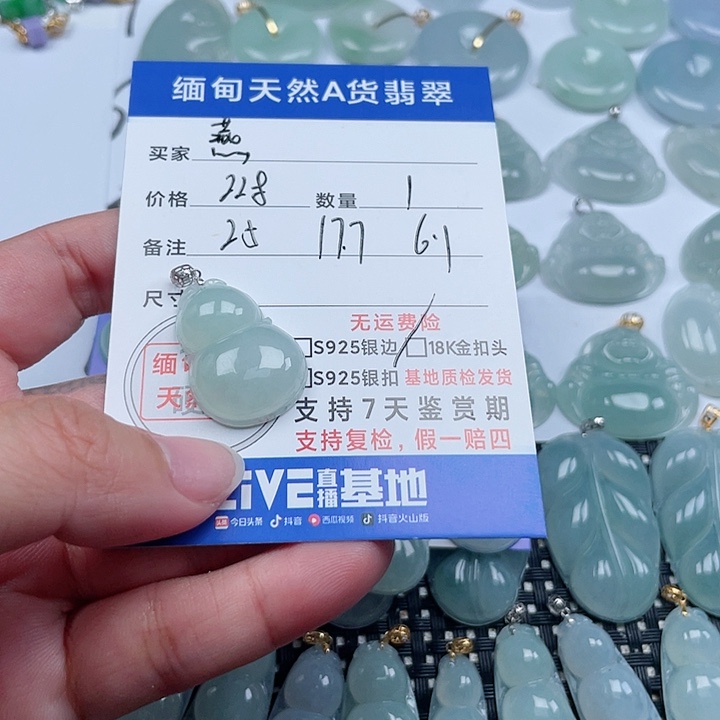 缅甸天然A货翡翠
买家 燕
价格 228 数量 1
备注 25 17.7 6.1
尺寸
无运费险
S925银边 18K金扣头
S925银扣 基地质检发货
支持7天鉴赏期
支持复检，假一赔四
LiVE直播基地
头条 今日头条 抖音 西瓜视频 抖音火山版